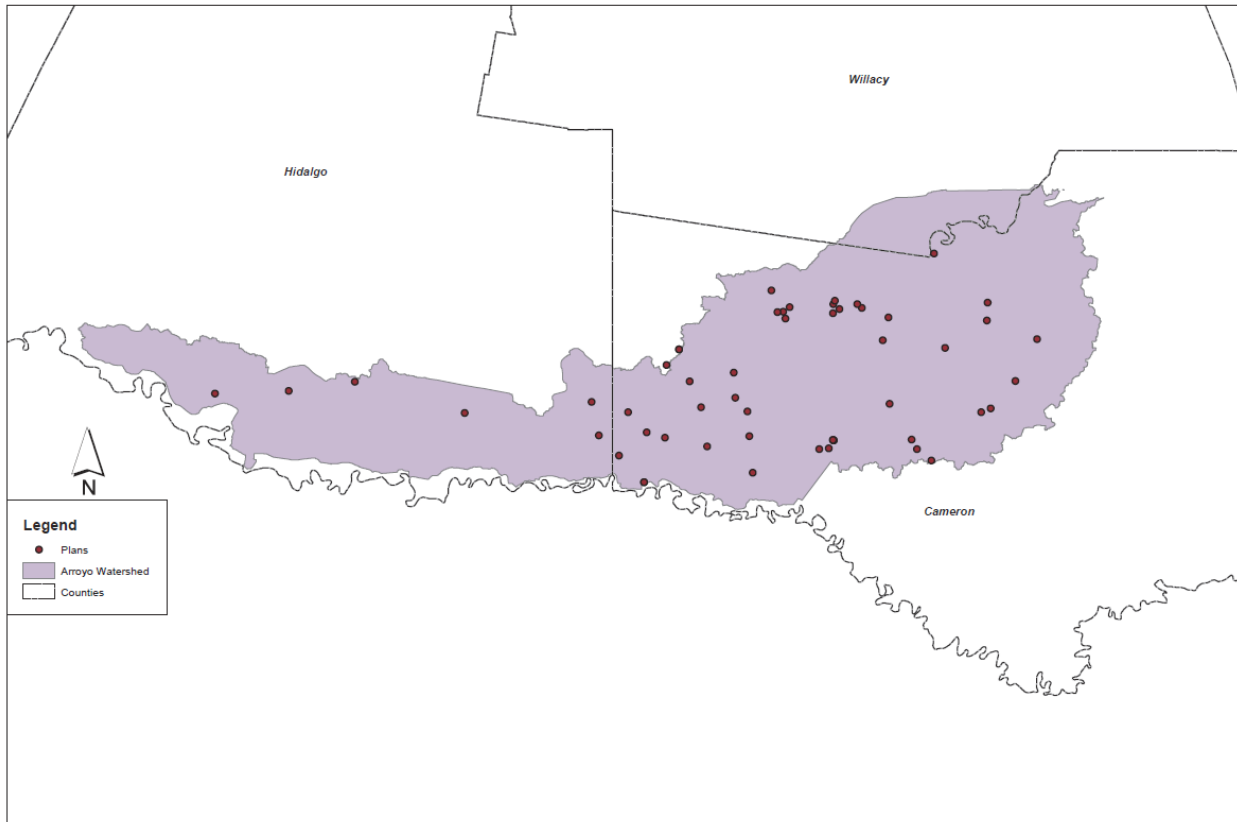 Willacy
Hidalgo
N
Cameron
Legend
Plans
Arroyo Watershed
Counties